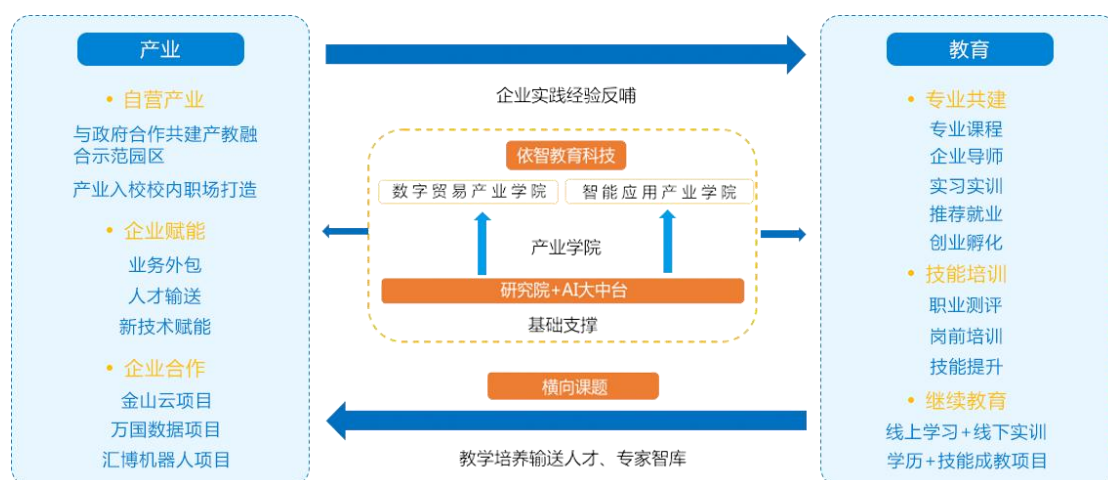 产业
• 自营产业
与政府合作共建产教融
合示范园区
产业入校校内职场打造
• 企业赋能
业务外包
人才输送
新技术赋能
• 企业合作
金山云项目
万国数据项目
汇博机器人项目
企业实践经验反哺
依智教育科技
数字贸易产业学院
智能应用产业学院
产业学院
研究院+AI大中台
基础支撑
横向课题
教学培养输送人才、专家智库
教育
• 专业共建
专业课程
企业导师
实习实训
推荐就业
创业孵化
• 技能培训
职业测评
岗前培训
技能提升
• 继续教育
线上学习+线下实训
学历+技能成教项目